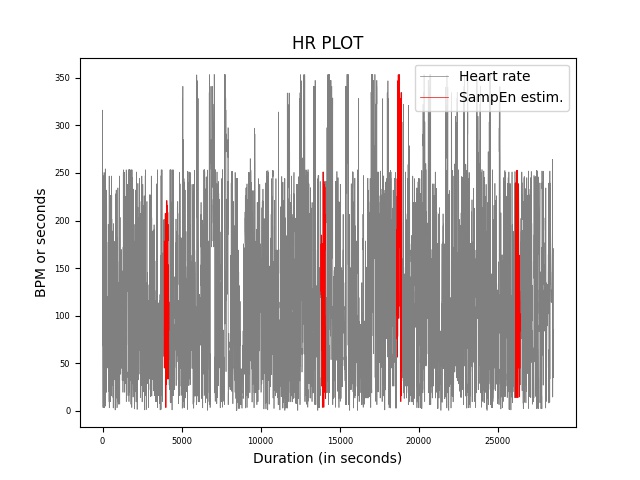 HR PLOT
Heart rate
SampEn estim.
350
300
250
200
150
100
50
0
BPM or seconds
0 5000 10000 15000 20000 25000
Duration (in seconds)